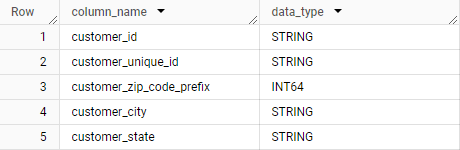 Row column_name data_type
1 customer_id STRING
2 customer_unique_id STRING
3 customer_zip_code_prefix INT64
4 customer_city STRING
5 customer_state STRING